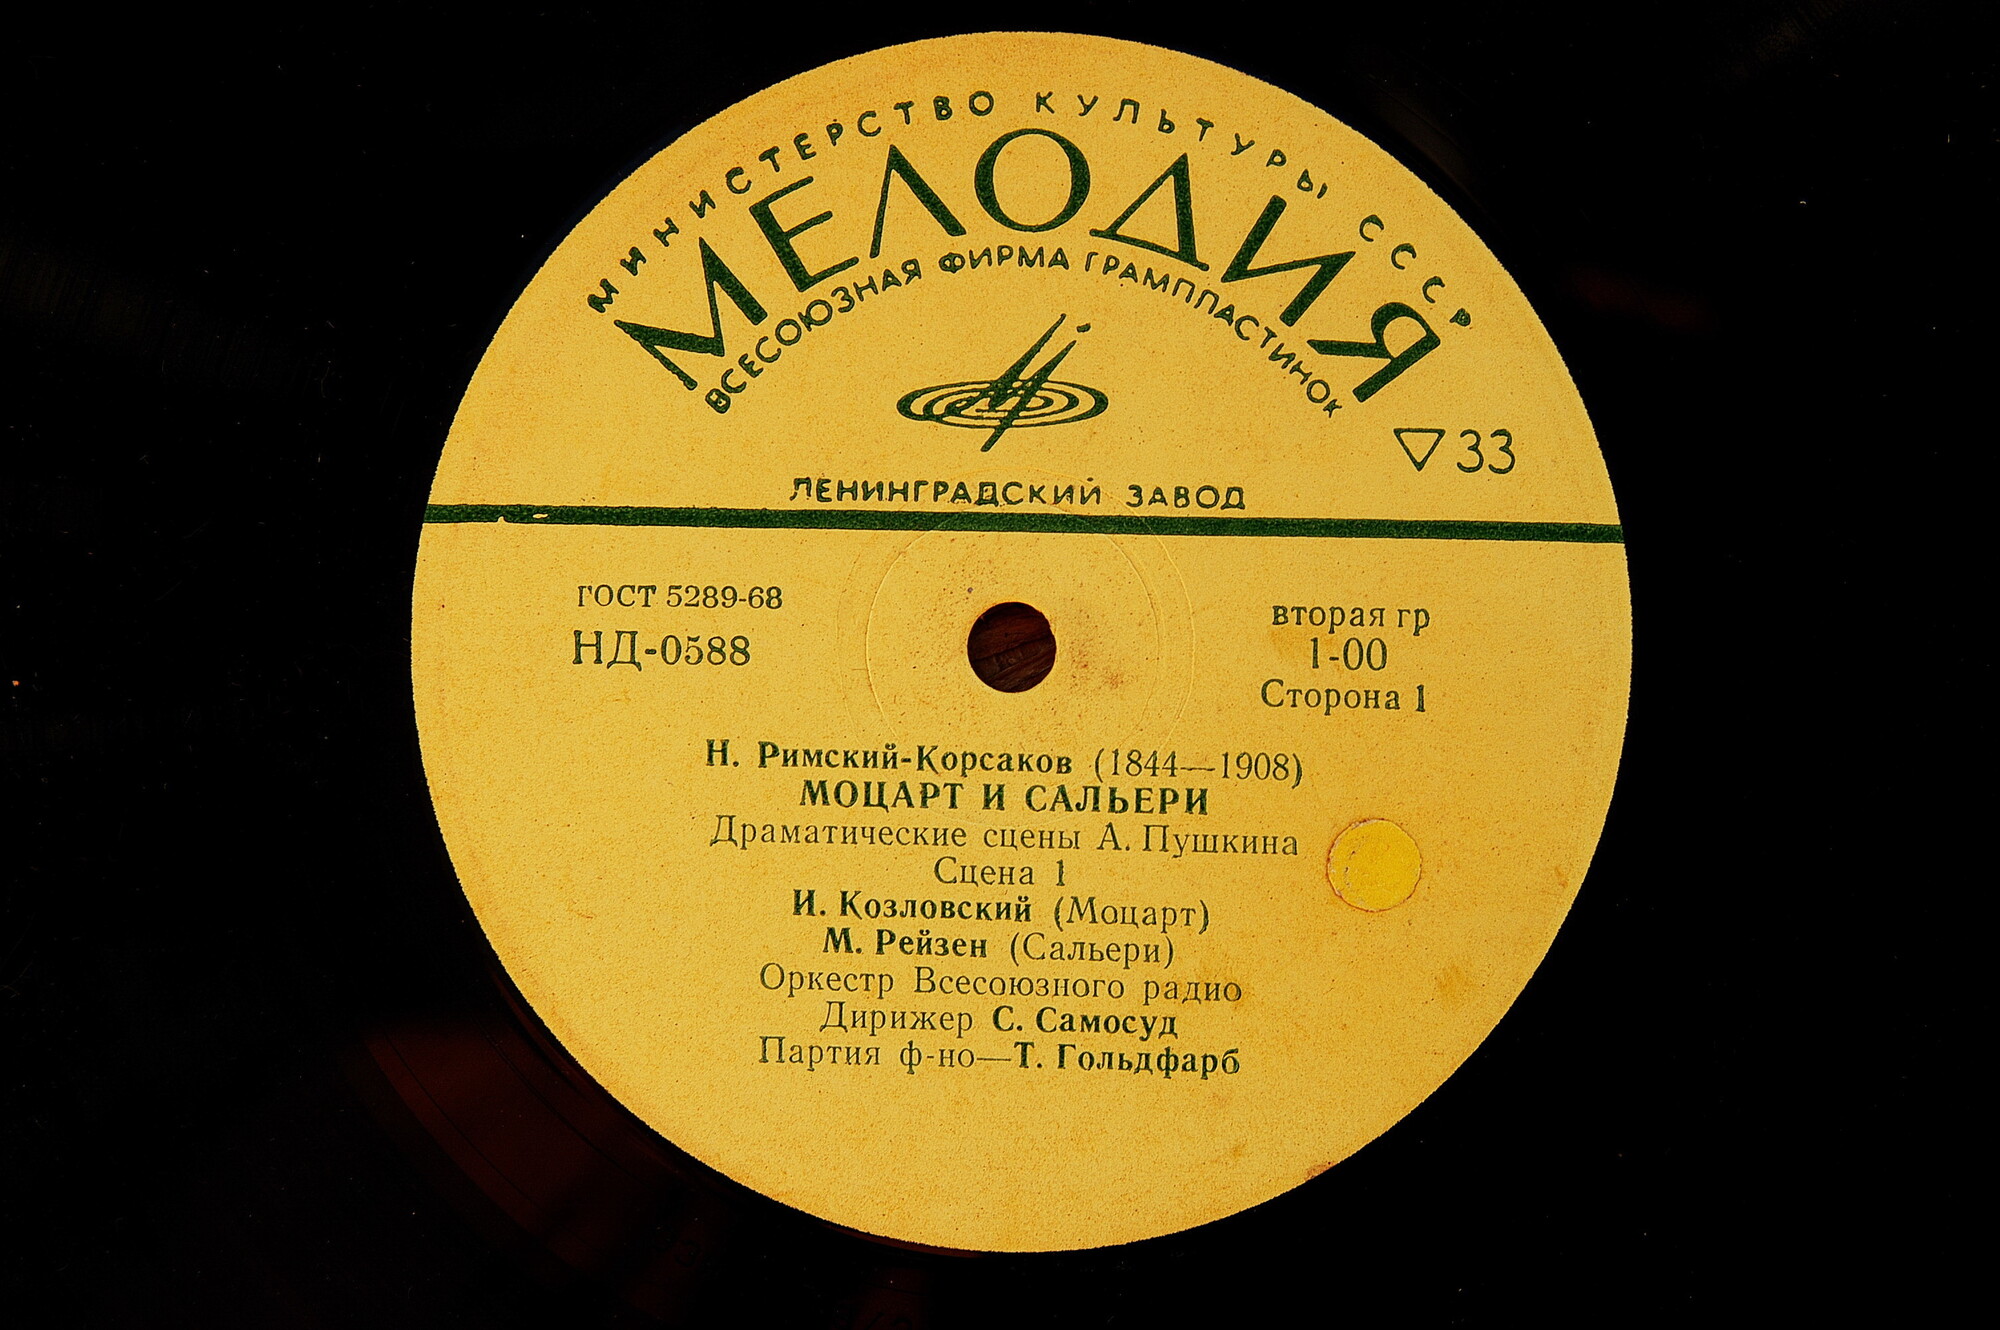 МИНИСТЕРСТВО КУЛЬТУРЫ СССР
МЕЛОДИЯ
ВСЕСОЮЗНАЯ ФИРМА ГРАМПЛАСТИНОК
▽33
ЛЕНИНГРАДСКИЙ ЗАВОД
ГОСТ 5289-68
НД-0588
вторая гр
1-00
Сторона 1
Н. Римский-Корсаков (1844—1908)
МОЦАРТ И САЛЬЕРИ
Драматические сцены А. Пушкина
Сцена 1
И. Козловский (Моцарт)
М. Рейзен (Сальери)
Оркестр Всесоюзного радио
Дирижер С. Самосуд
Партия ф-но—Т. Гольдфарб